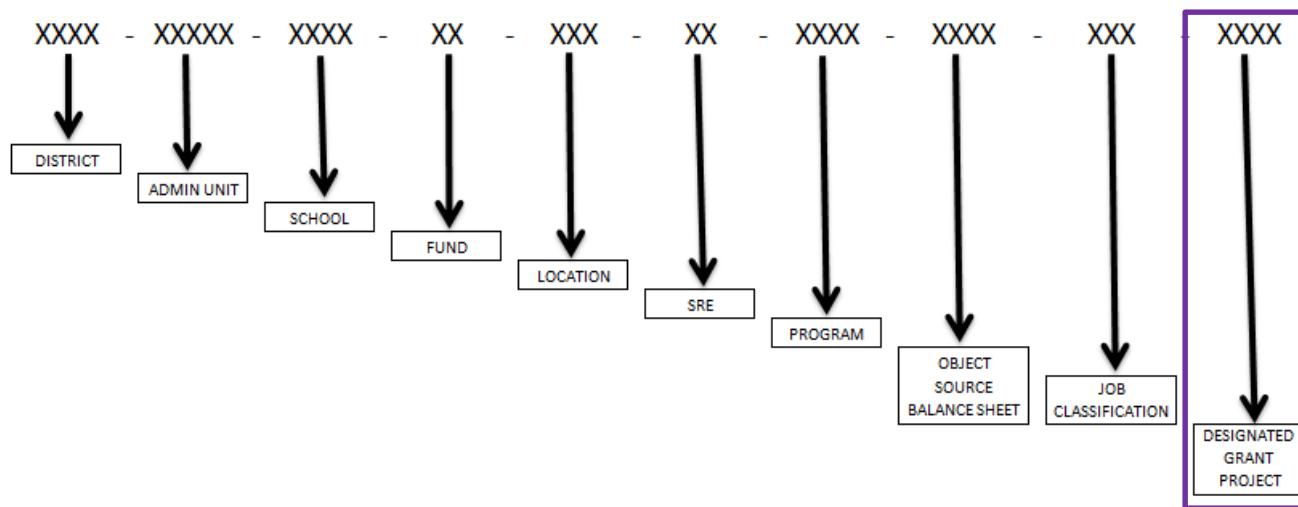 XXXX - XXXXX - XXXX - XX - XXX - XX - XXXX - XXXX - XXX - XXXX
DISTRICT
ADMIN UNIT
SCHOOL
FUND
LOCATION
SRE
PROGRAM
OBJECT
SOURCE
BALANCE SHEET
JOB
CLASSIFICATION
DESIGNATED
GRANT
PROJECT